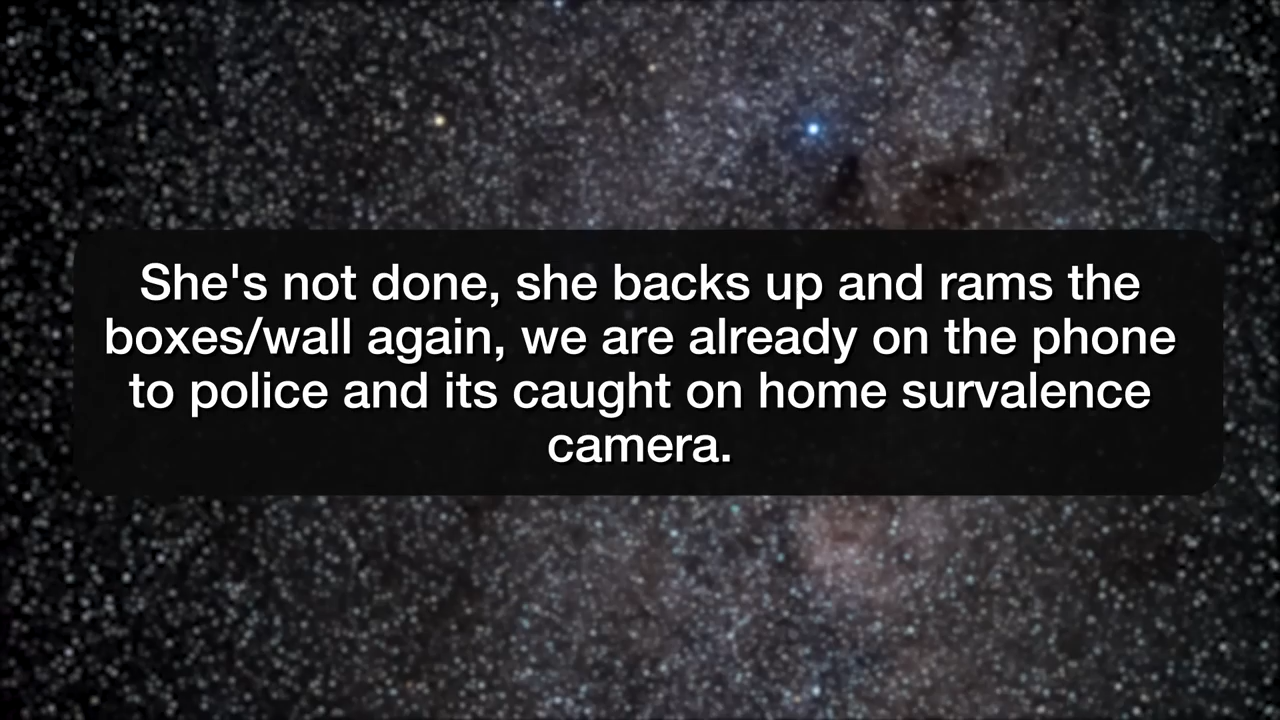 She's not done, she backs up and rams the
boxes/wall again, we are already on the phone
to police and its caught on home survalence
camera.